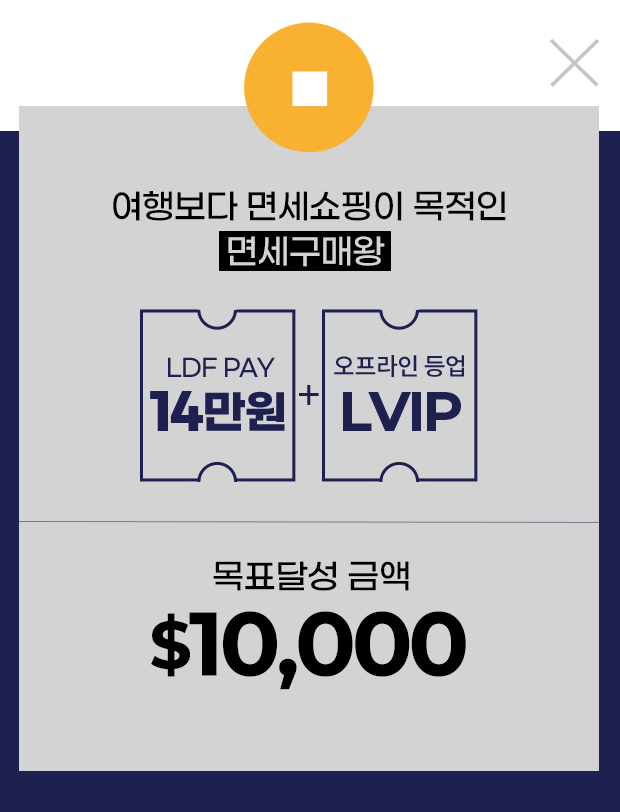 여행보다 면세쇼핑이 목적인
면세구매왕
LDF PAY
14만원
+
오프라인 등업
LVIP
목표달성 금액
$10,000